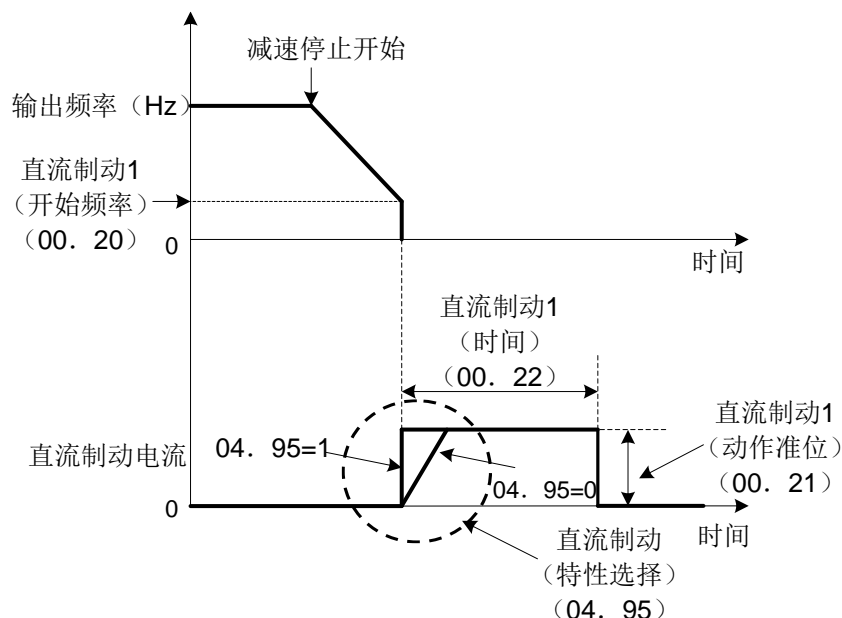 减速停止开始
输出频率（Hz）
直流制动1
（开始频率）
（00. 20）
0
时间
直流制动1
（时间）
（00. 22）
直流制动电流
04. 95=1
04. 95=0
直流制动1
（动作准位）
（00. 21）
0
时间
直流制动
（特性选择）
（04. 95）